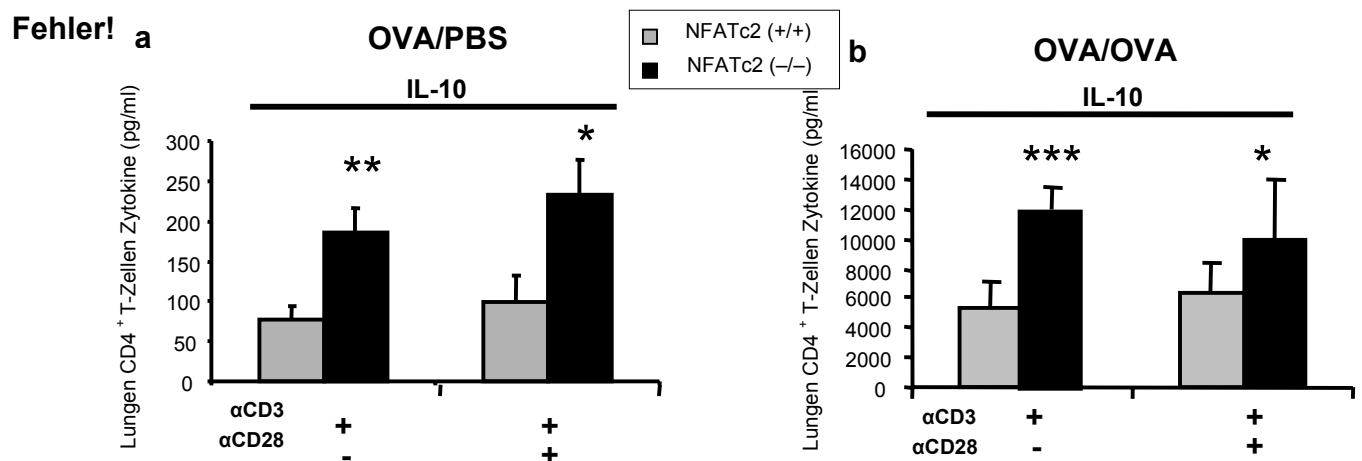 Fehler!
a
OVA/PBS
IL-10
Lungen CD4 + T-Zellen Zytokine (pg/ml)
300
250
200
150
100
50
0
**
*
αCD3 + +
αCD28 - +
NFATc2 (+/+)
NFATc2 (–/–)
b
OVA/OVA
IL-10
Lungen CD4 + T-Zellen Zytokine (pg/ml)
16000
14000
12000
10000
8000
6000
4000
2000
0
***
*
αCD3 + +
αCD28 - +